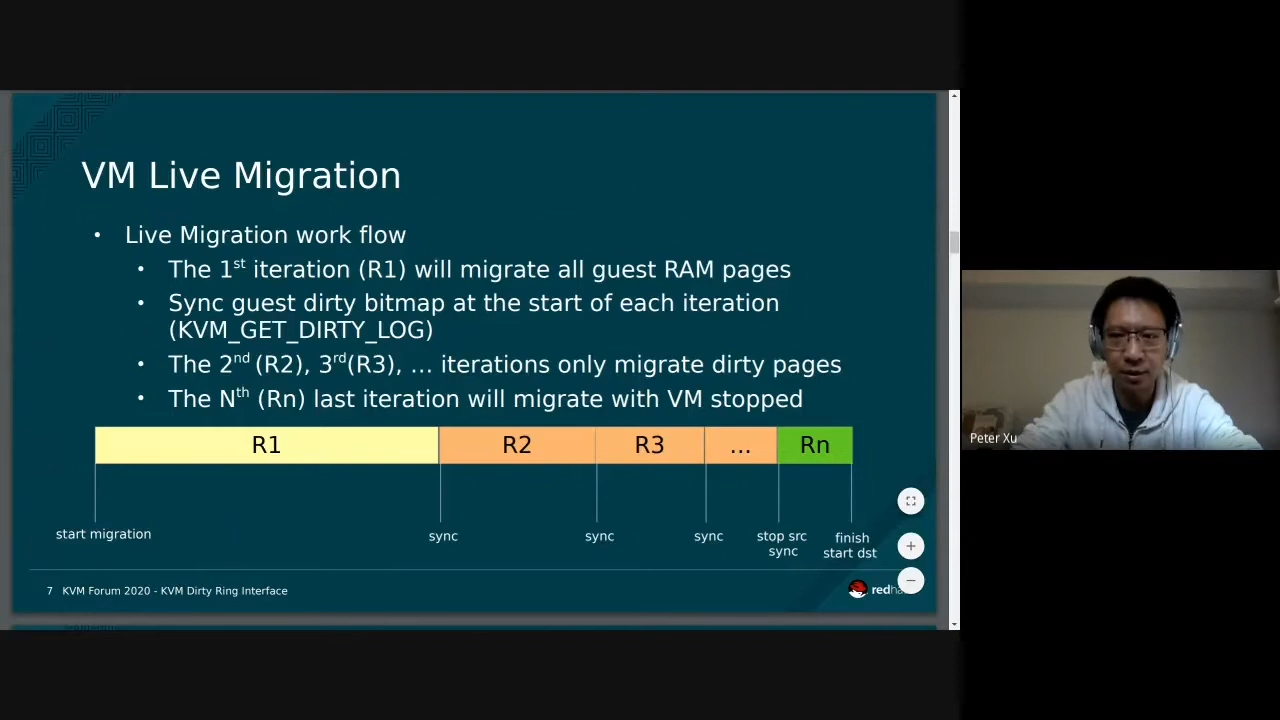 VM Live Migration
• Live Migration work flow
• The 1st iteration (R1) will migrate all guest RAM pages
• Sync guest dirty bitmap at the start of each iteration
(KVM_GET_DIRTY_LOG)
• The 2nd (R2), 3rd(R3), ... iterations only migrate dirty pages
• The Nth (Rn) last iteration will migrate with VM stopped
R1 R2 R3 ... Rn
start migration sync sync sync stop src finish
sync start dst
7 KVM Forum 2020 - KVM Dirty Ring Interface
Peter Xu